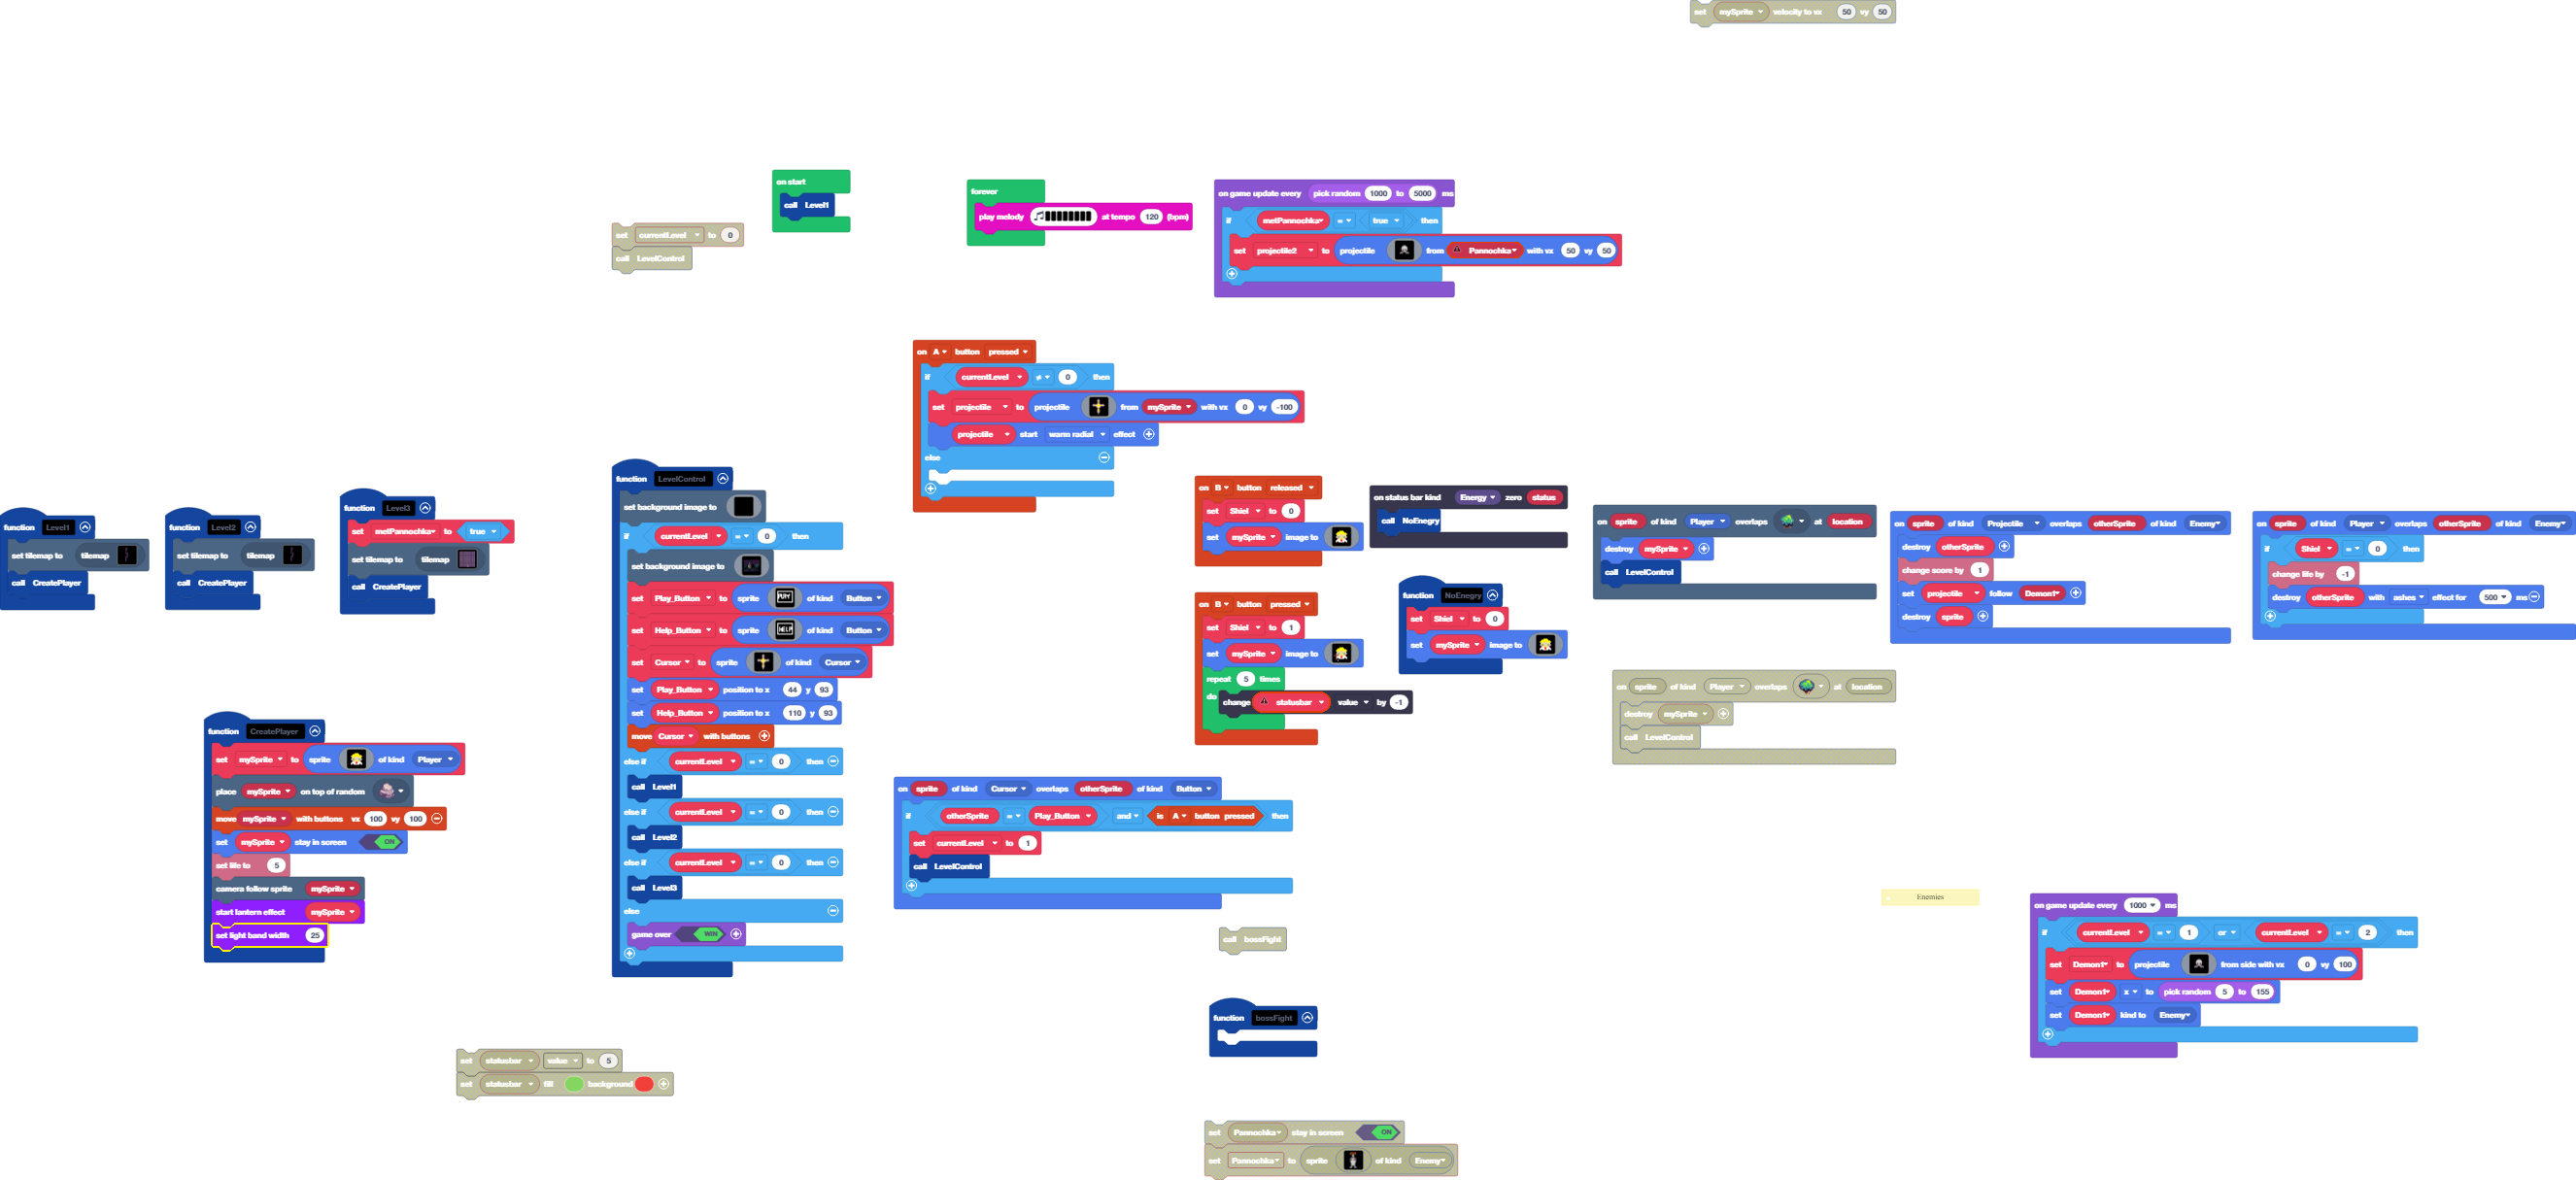 set mySprite velocity to vx 50 vy 50
on start
call Level1
set currentLevel to 0
call LevelControl
forever
play melody at tempo 120 (bpm)
on game update every pick random 1000 to 5000 ms
if metPannochka = true then
set projectile2 to projectile from Pannochka with vx 50 vy 50
on A button pressed
if currentLevel ≠ 0 then
set projectile to projectile from mySprite with vx 0 vy -100
projectile start warm radial effect
else
function Level1
set tilemap to tilemap
call CreatePlayer
function Level2
set tilemap to tilemap
call CreatePlayer
function Level3
set metPannochka to true
set tilemap to tilemap
call CreatePlayer
function CreatePlayer
set mySprite to sprite of kind Player
place mySprite on top of random
move mySprite with buttons vx 100 vy 100
set mySprite stay in screen ON
set life to 5
camera follow sprite mySprite
start lantern effect mySprite
set light band width 25
function LevelControl
set background image to
if currentLevel = 0 then
set background image to
set Play_Button to sprite PLAY of kind Button
set Help_Button to sprite HELP of kind Button
set Cursor to sprite of kind Cursor
set Play_Button position to x 44 y 93
set Help_Button position to x 110 y 93
move Cursor with buttons
else if currentLevel = 0 then
call Level1
else if currentLevel = 0 then
call Level2
else if currentLevel = 0 then
call Level3
else
game over WIN
on B button released
set Shiel to 0
set mySprite image to
on B button pressed
set Shiel to 1
set mySprite image to
repeat 5 times
do change statusbar value by -1
on status bar kind Energy zero status
call NoEnegry
function NoEnegry
set Shiel to 0
set mySprite image to
on sprite of kind Player overlaps at location
destroy mySprite
call LevelControl
on sprite of kind Projectile overlaps otherSprite of kind Enemy
destroy otherSprite
change score by 1
set projectile follow Demon1
destroy sprite
on sprite of kind Player overlaps otherSprite of kind Enemy
if Shiel = 0 then
change life by -1
destroy otherSprite with ashes effect for 500 ms
on sprite of kind Player overlaps at location
destroy mySprite
call LevelControl
on sprite of kind Cursor overlaps otherSprite of kind Button
if otherSprite = Play_Button and is A button pressed then
set currentLevel to 1
call LevelControl
call bossFight
function bossFight
Enemies
on game update every 1000 ms
if currentLevel = 1 or currentLevel = 2 then
set Demon1 to projectile from side with vx 0 vy 100
set Demon1 x to pick random 5 to 155
set Demon1 kind to Enemy
set statusbar value to 5
set statusbar fill background
set Pannochka stay in screen ON
set Pannochka to sprite of kind Enemy